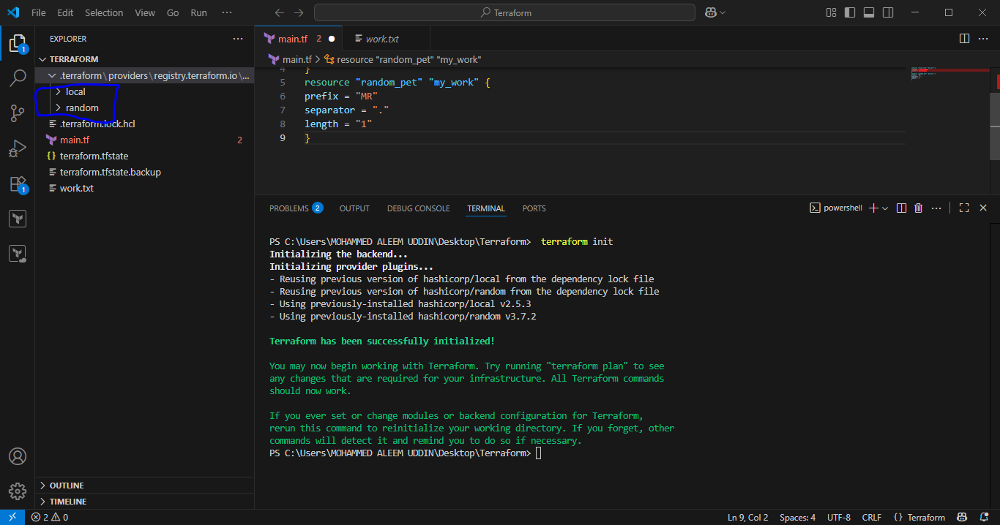 File Edit Selection View Go Run ···
Terraform
EXPLORER
TERRAFORM
.terraform\providers\registry.terraform.io\...
local
random
.terraform.lock.hcl
main.tf 2
terraform.tfstate
terraform.tfstate.backup
work.txt
OUTLINE
TIMELINE
1
1
main.tf 2
work.txt
main.tf > resource "random_pet" "my_work"
4 }
5 resource "random_pet" "my_work" {
6 prefix = "MR"
7 separator = "."
8 length = "1"
9 }
PROBLEMS 2 OUTPUT DEBUG CONSOLE TERMINAL PORTS
powershell
PS C:\Users\MOHAMMED ALEEM UDDIN\Desktop\Terraform> terraform init
Initializing the backend...
Initializing provider plugins...
- Reusing previous version of hashicorp/local from the dependency lock file
- Reusing previous version of hashicorp/random from the dependency lock file
- Using previously-installed hashicorp/local v2.5.3
- Using previously-installed hashicorp/random v3.7.2
Terraform has been successfully initialized!
You may now begin working with Terraform. Try running "terraform plan" to see
any changes that are required for your infrastructure. All Terraform commands
should now work.
If you ever set or change modules or backend configuration for Terraform,
rerun this command to reinitialize your working directory. If you forget, other
commands will detect it and remind you to do so if necessary.
PS C:\Users\MOHAMMED ALEEM UDDIN\Desktop\Terraform>
2 0
Ln 9, Col 2 Spaces: 4 UTF-8 CRLF {} Terraform